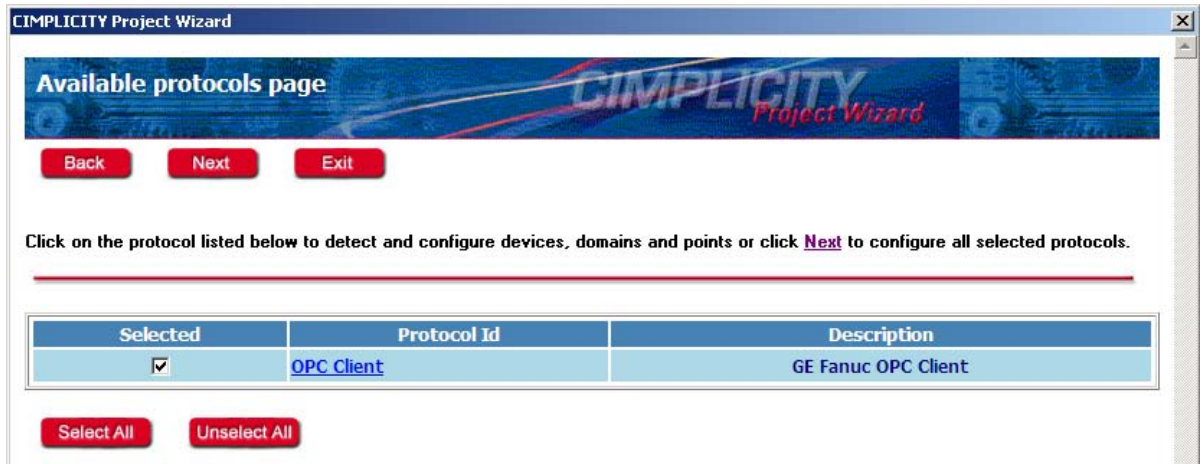 CIMPLICITY Project Wizard
Available protocols page
CIMPLICITY
Project Wizard
Back Next Exit
Click on the protocol listed below to detect and configure devices, domains and points or click Next to configure all selected protocols.
Selected Protocol Id Description
OPC Client GE Fanuc OPC Client
Select All Unselect All